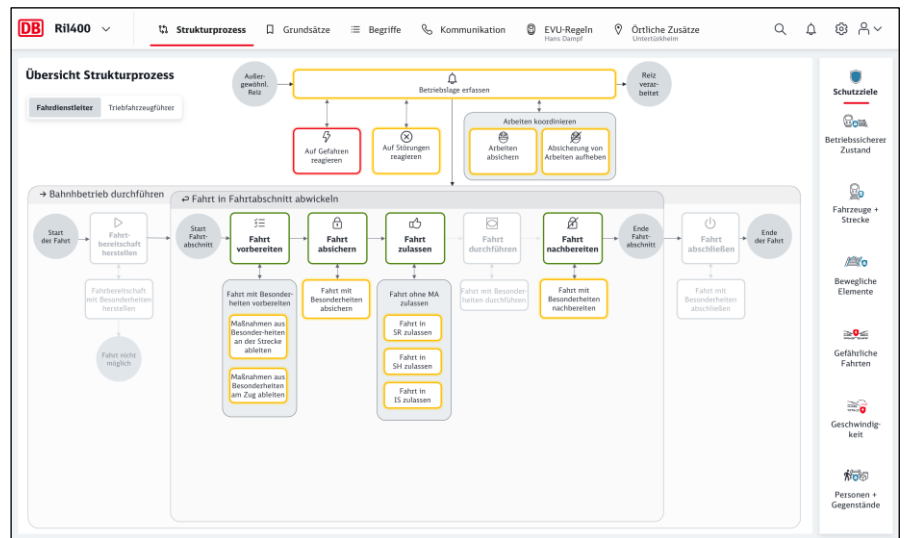 DB Ril400 Strukturprozess Grundsätze Begriffe Kommunikation EVU-Regeln Örtliche Zusätze
Hans Dampf Untertürkheim
Übersicht Strukturprozess
Fahrdienstleiter Triebfahrzeugführer
Außer-
gewöhnl.
Reiz
Betriebslage erfassen
Reiz
verar-
beitet
Auf Gefahren
reagieren
Auf Störungen
reagieren
Arbeiten koordinieren
Arbeiten
absichern
Absicherung von
Arbeiten aufheben
→ Bahnhbetrieb durchführen
Fahrt in Fahrtabschnitt abwickeln
Start
der Fahrt
Fahrt-
bereitschaft
herstellen
Start
Fahrt-
abschnitt
Fahrt
vorbereiten
Fahrt
absichern
Fahrt
zulassen
Fahrt
durchführen
Fahrt
nachbereiten
Ende
Fahrt-
abschnitt
Fahrt
abschließen
Ende
der Fahrt
Fahrbereitschaft
mit Besonderheiten
herstellen
Fahrt nicht
möglich
Fahrt mit Besonder-
heiten vorbereiten
Maßnahmen aus
Besonder-heiten
an der Strecke
ableiten
Maßnahmen aus
Besonderheiten
am Zug ableiten
Fahrt mit
Besonderheiten
absichern
Fahrt ohne MA
zulassen
Fahrt in
SR zulassen
Fahrt in
SH zulassen
Fahrt in
IS zulassen
Fahrt mit Besonder-
heiten durchführen
Fahrt mit
Besonderheiten
nachbereiten
Fahrt mit
Besonderheiten
abschließen
Schutzziele
Betriebssicherer
Zustand
Fahrzeuge +
Strecke
Bewegliche
Elemente
Gefährliche
Fahrten
Geschwindig-
keit
Personen +
Gegenstände